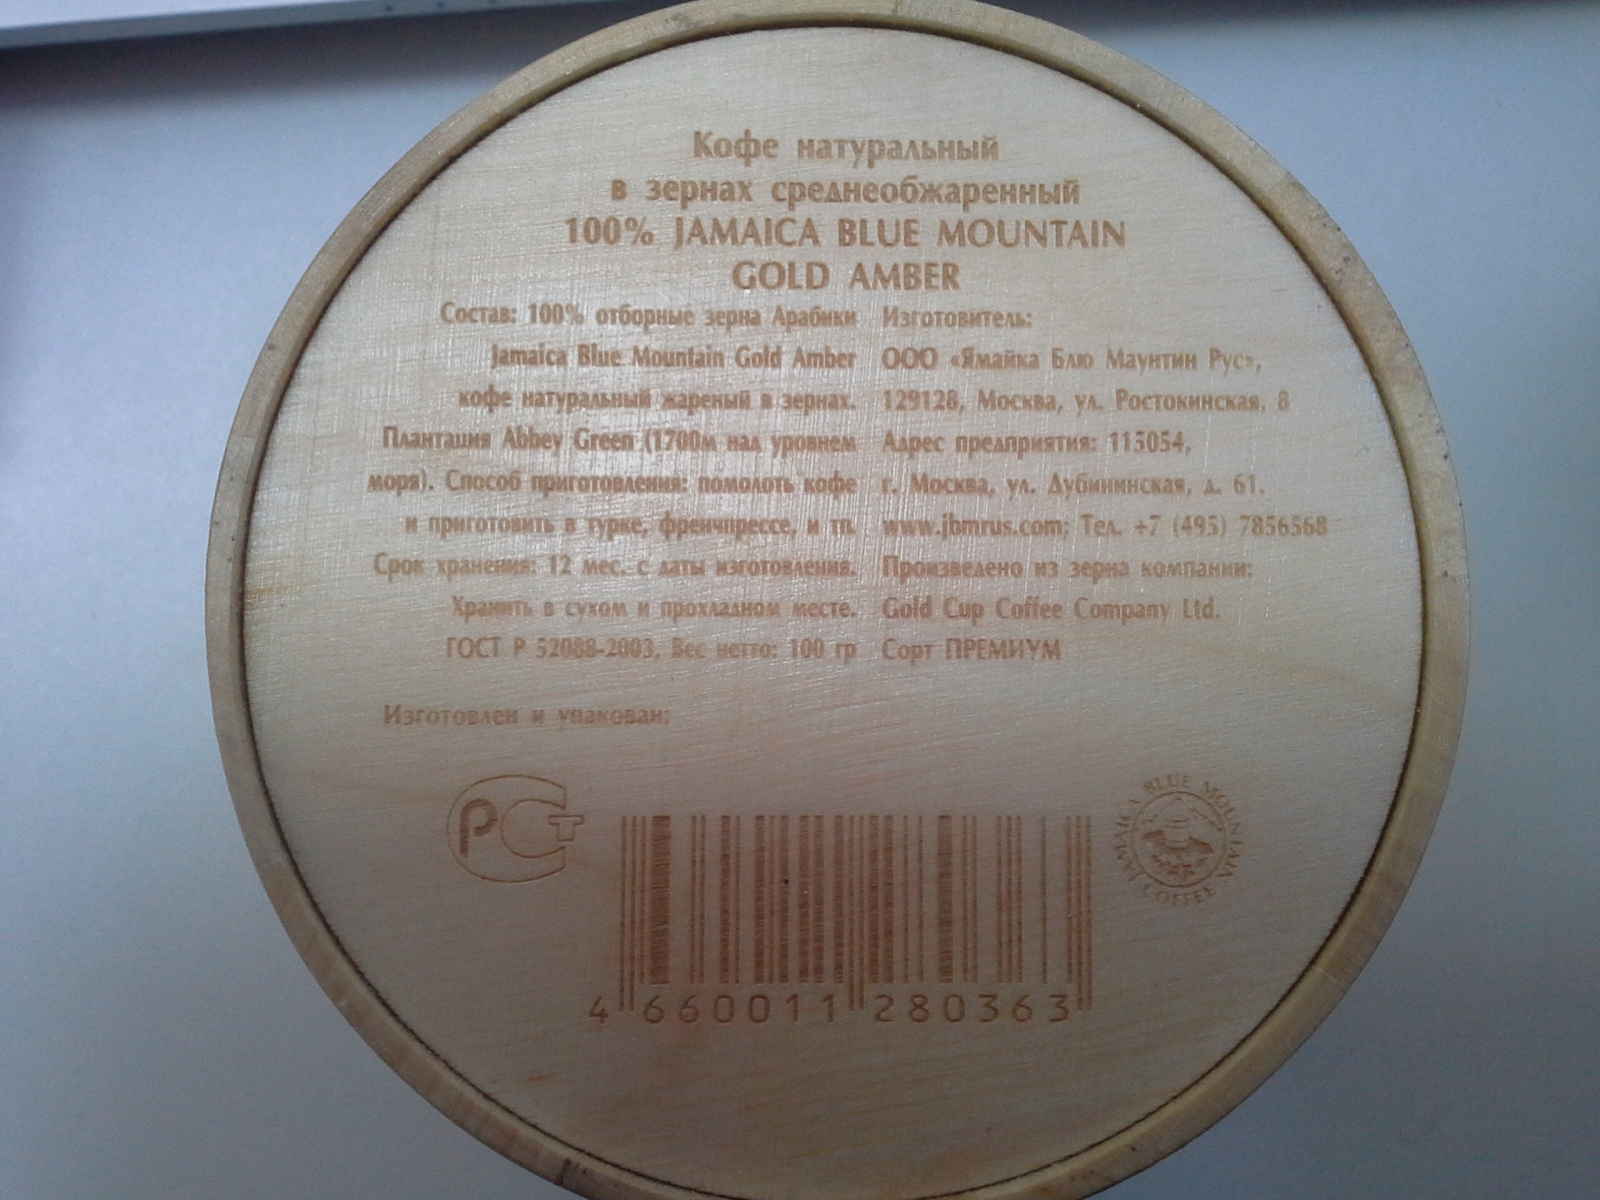 Кофе натуральный
в зернах среднеобжаренный
100% JAMAICA BLUE MOUNTAIN
GOLD AMBER
Состав: 100% отборные зерна Арабики
Jamaica Blue Mountain Gold Amber
кофе натуральный жареный в зернах.
Плантация Abbey Green (1700м над уровнем
моря). Способ приготовления: помолоть кофе
и приготовить в турке, френчпрессе, и тп.
Срок хранения: 12 мес. с даты изготовления.
Хранить в сухом и прохладном месте.
ГОСТ Р 52088-2003, Вес нетто: 100 гр
Изготовитель:
ООО «Ямайка Блю Маунтин Рус»,
129128, Москва, ул. Ростокинская, 8
Адрес предприятия: 115054,
г. Москва, ул. Дубининская, д. 61.
www.jbmrus.com; Тел. +7 (495) 7856568
Произведено из зерна компании:
Gold Cup Coffee Company Ltd.
Сорт ПРЕМИУМ
Изготовлен и упакован:
РСТ
JAMAICA BLUE MOUNTAIN
COFFEE
4 660011 280363